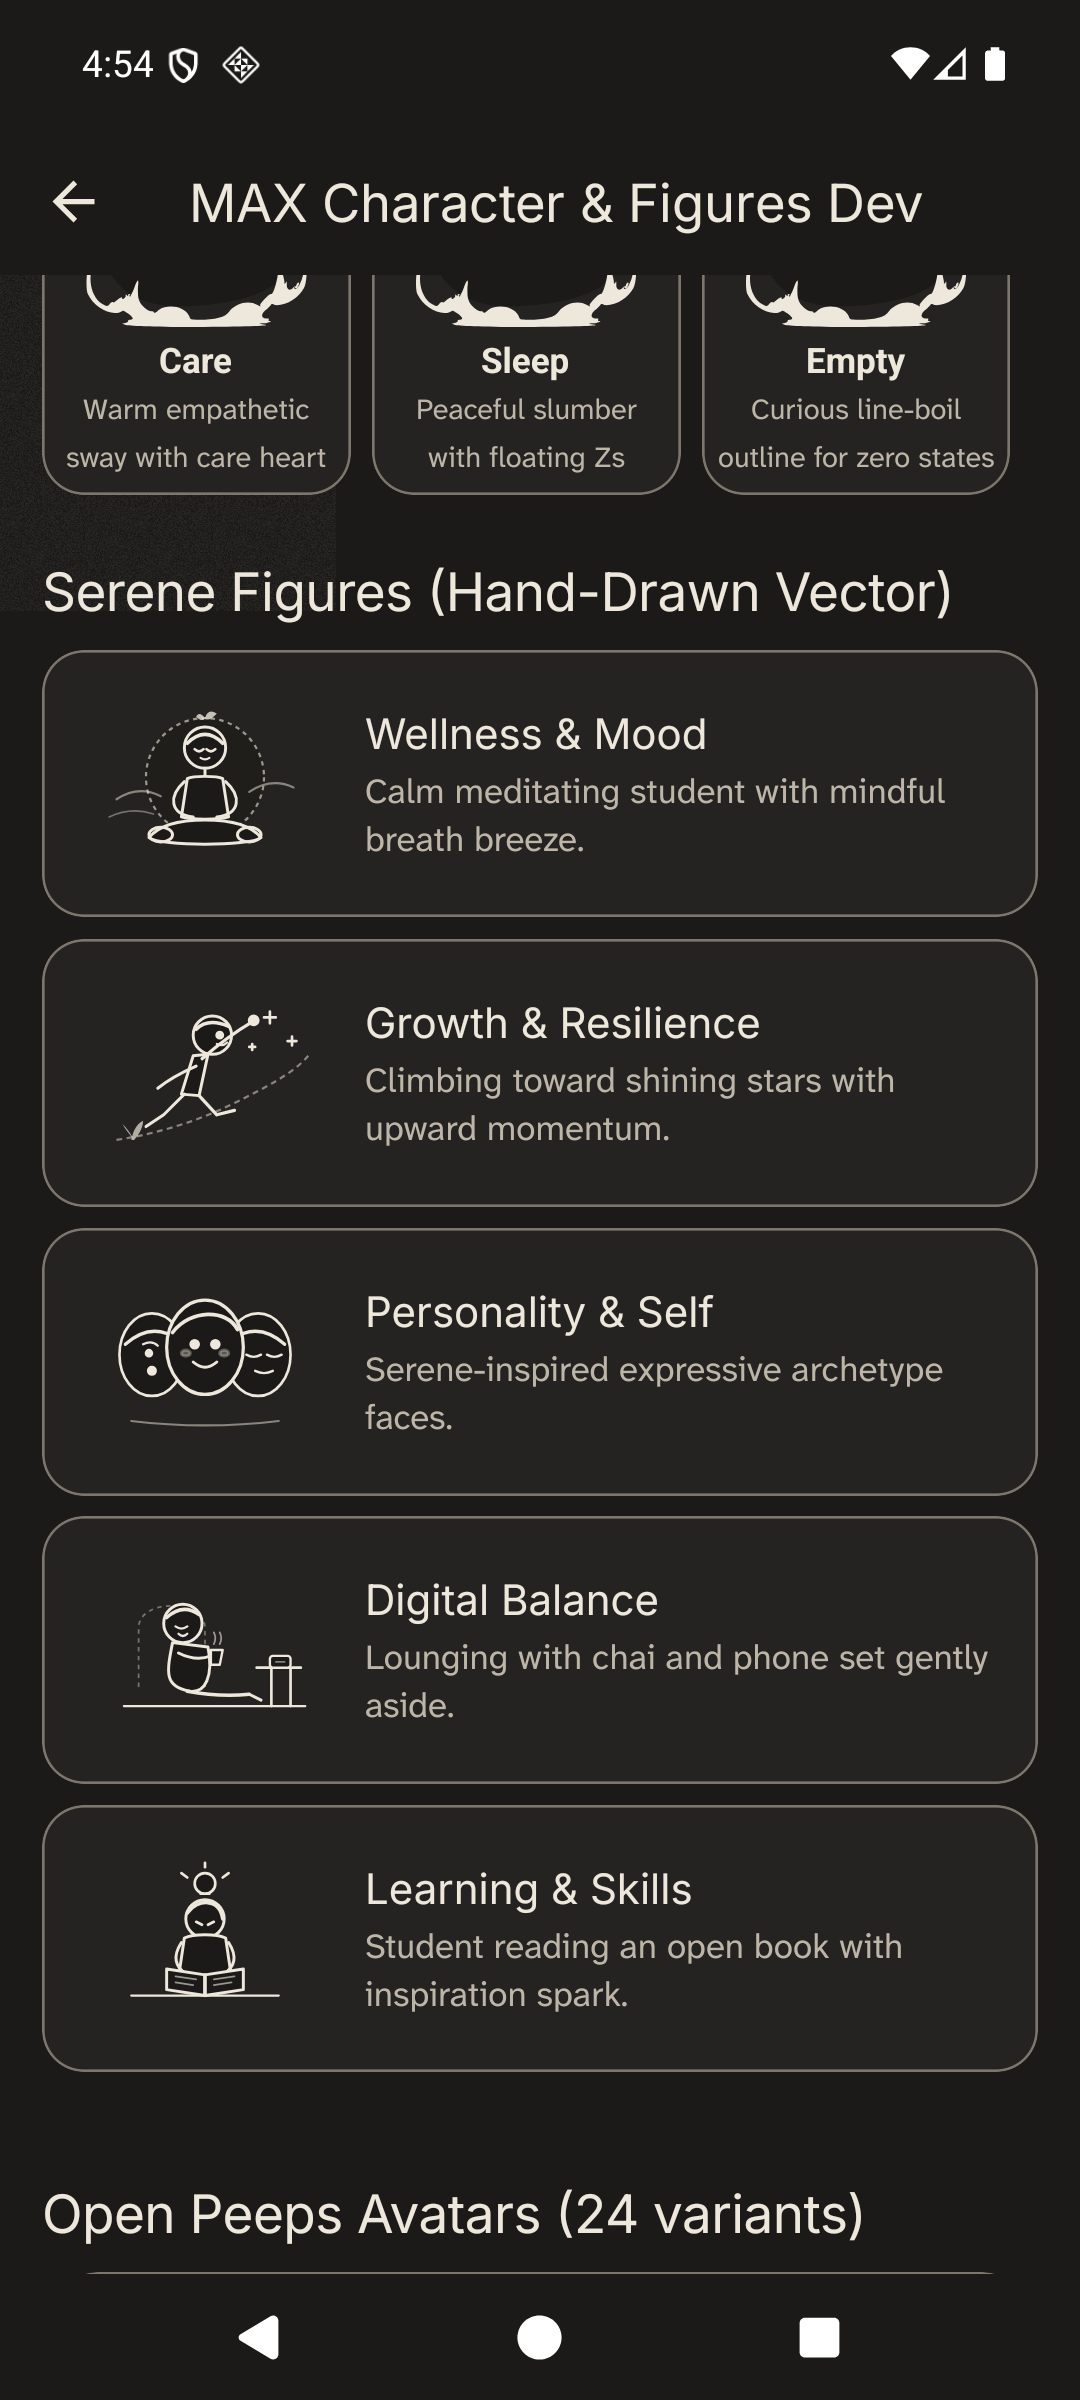 4:54
MAX Character & Figures Dev
Care
Warm empathetic
sway with care heart
Sleep
Peaceful slumber
with floating Zs
Empty
Curious line-boil
outline for zero states
Serene Figures (Hand-Drawn Vector)
Wellness & Mood
Calm meditating student with mindful
breath breeze.
Growth & Resilience
Climbing toward shining stars with
upward momentum.
Personality & Self
Serene-inspired expressive archetype
faces.
Digital Balance
Lounging with chai and phone set gently
aside.
Learning & Skills
Student reading an open book with
inspiration spark.
Open Peeps Avatars (24 variants)